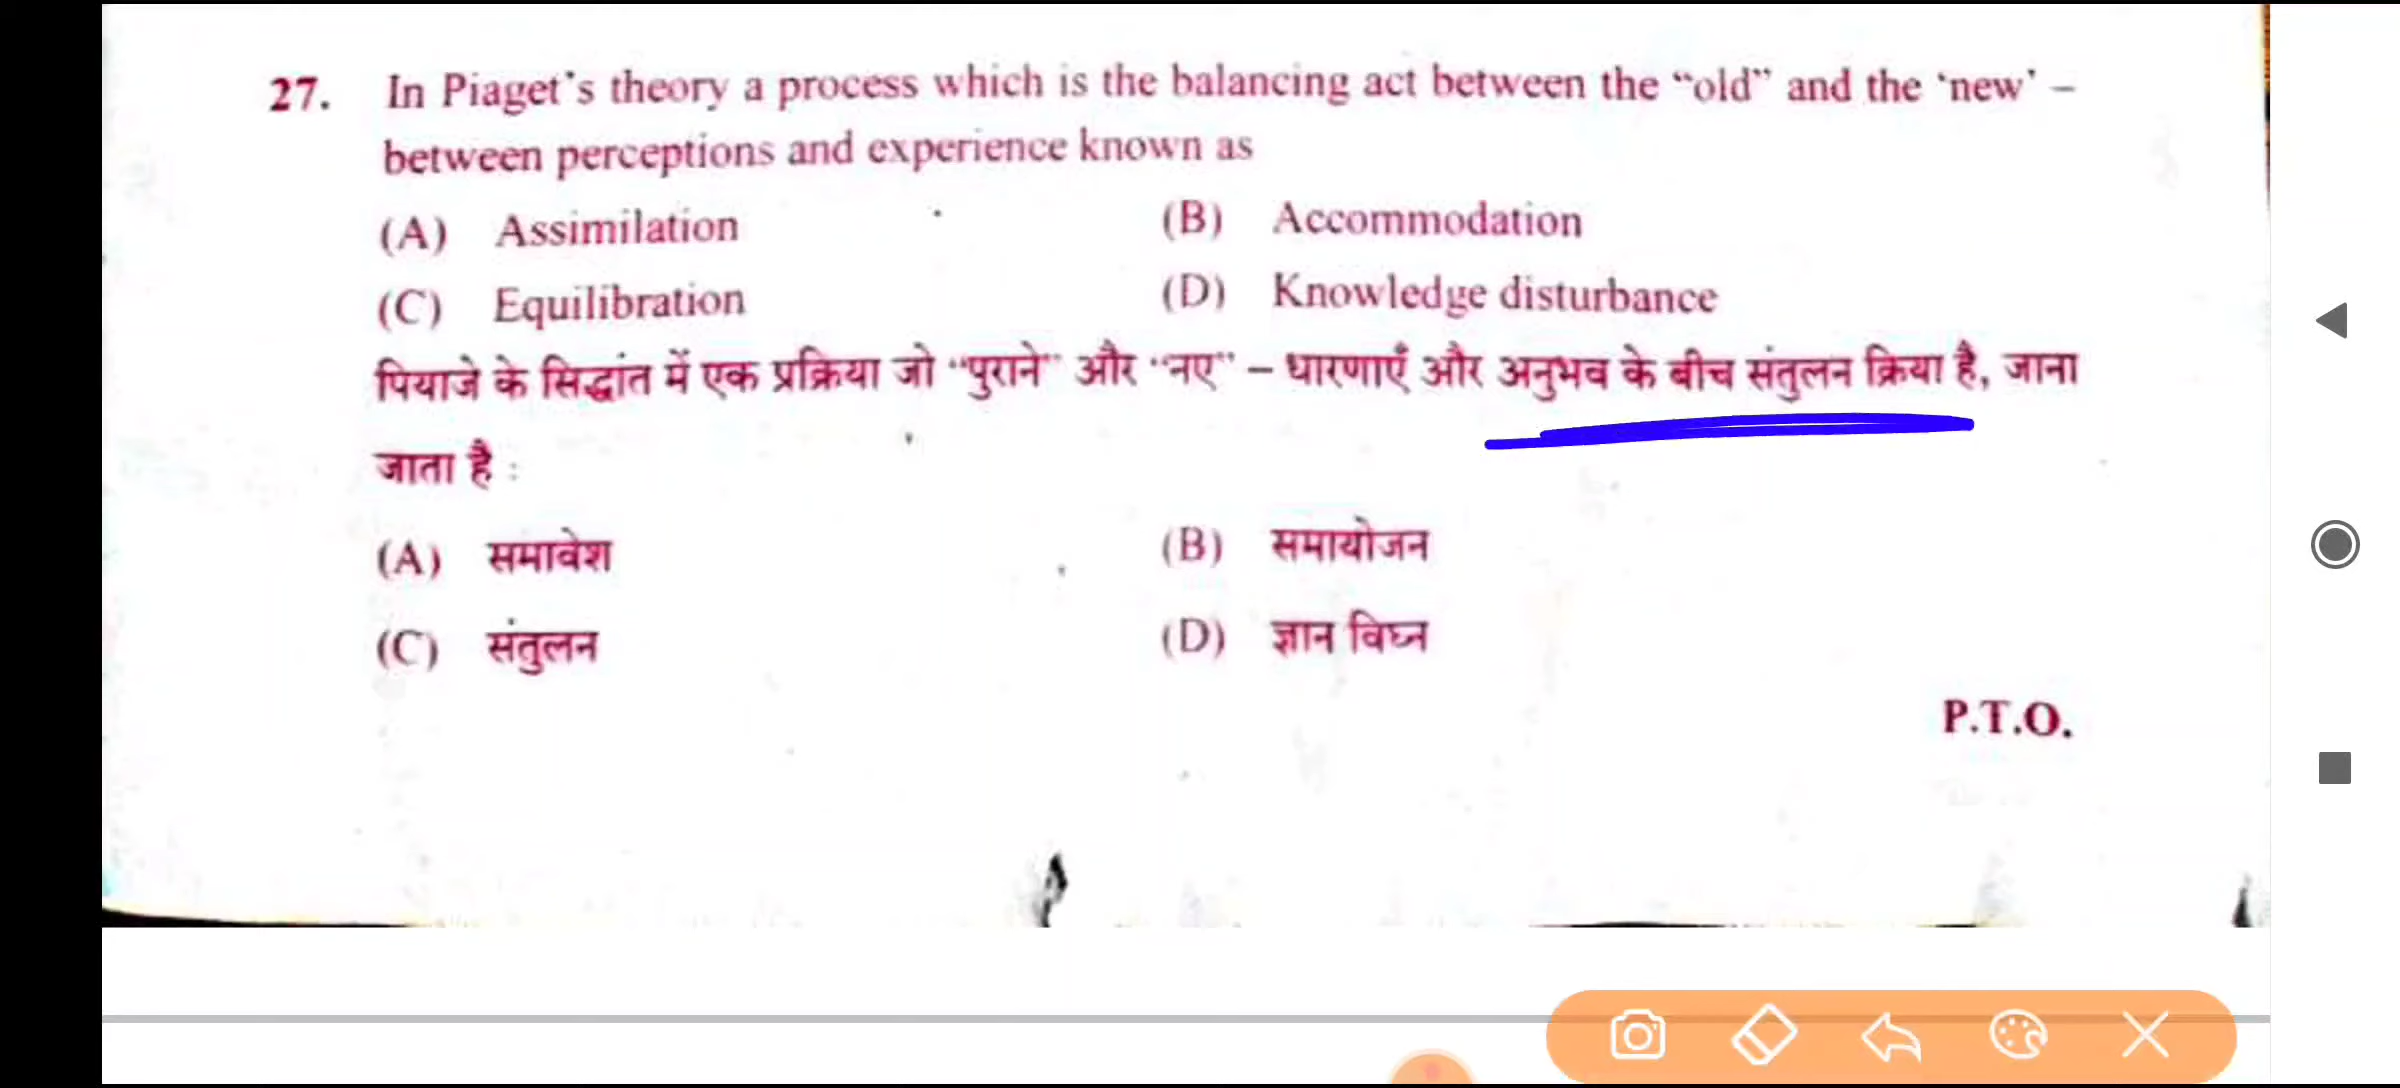 27. In Piaget's theory a process which is the balancing act between the “old” and the ‘new’ –
between perceptions and experience known as
(A) Assimilation (B) Accommodation
(C) Equilibration (D) Knowledge disturbance
पियाजे के सिद्धांत में एक प्रक्रिया जो “पुराने” और “नए” – धारणाएँ और अनुभव के बीच संतुलन क्रिया है, जाना
जाता है :
(A) समावेश (B) समायोजन
(C) संतुलन (D) ज्ञान विघ्न
P.T.O.